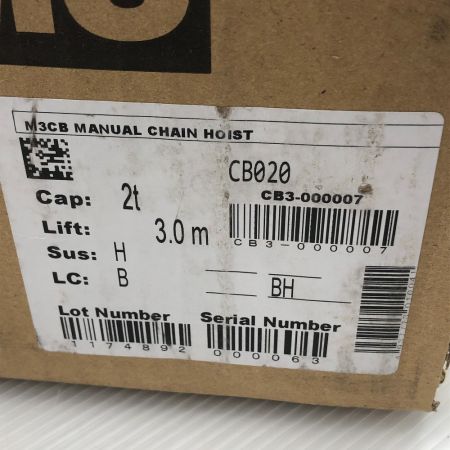 M3CB MANUAL CHAIN HOIST
CB020
Cap: 2t
CB3-000007
Lift: 3.0 m
CB3-000007
Sus: H
LC: B
BH
Lot Number Serial Number
1174892 000063